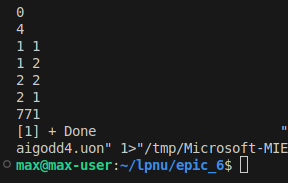 0
4
1 1
1 2
2 2
2 1
771
[1] + Done                       "
aigodd4.uon" 1>"/tmp/Microsoft-MIE
max@max-user:~/lpnu/epic_6$